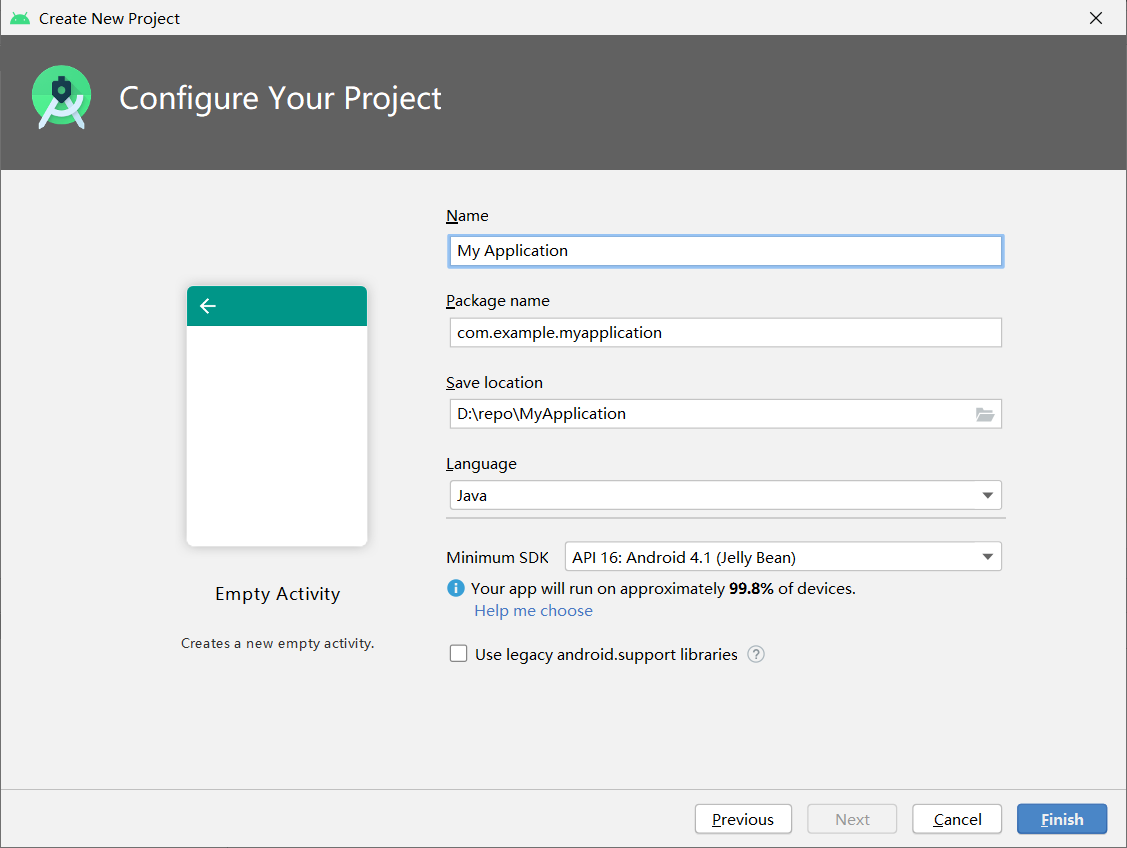 Create New Project
Configure Your Project
Name
My Application
Package name
com.example.myapplication
Save location
D:\repo\MyApplication
Language
Java
Minimum SDK API 16: Android 4.1 (Jelly Bean)
Your app will run on approximately 99.8% of devices.
Help me choose
Use legacy android.support libraries ?
Empty Activity
Creates a new empty activity.
Previous Next Cancel Finish